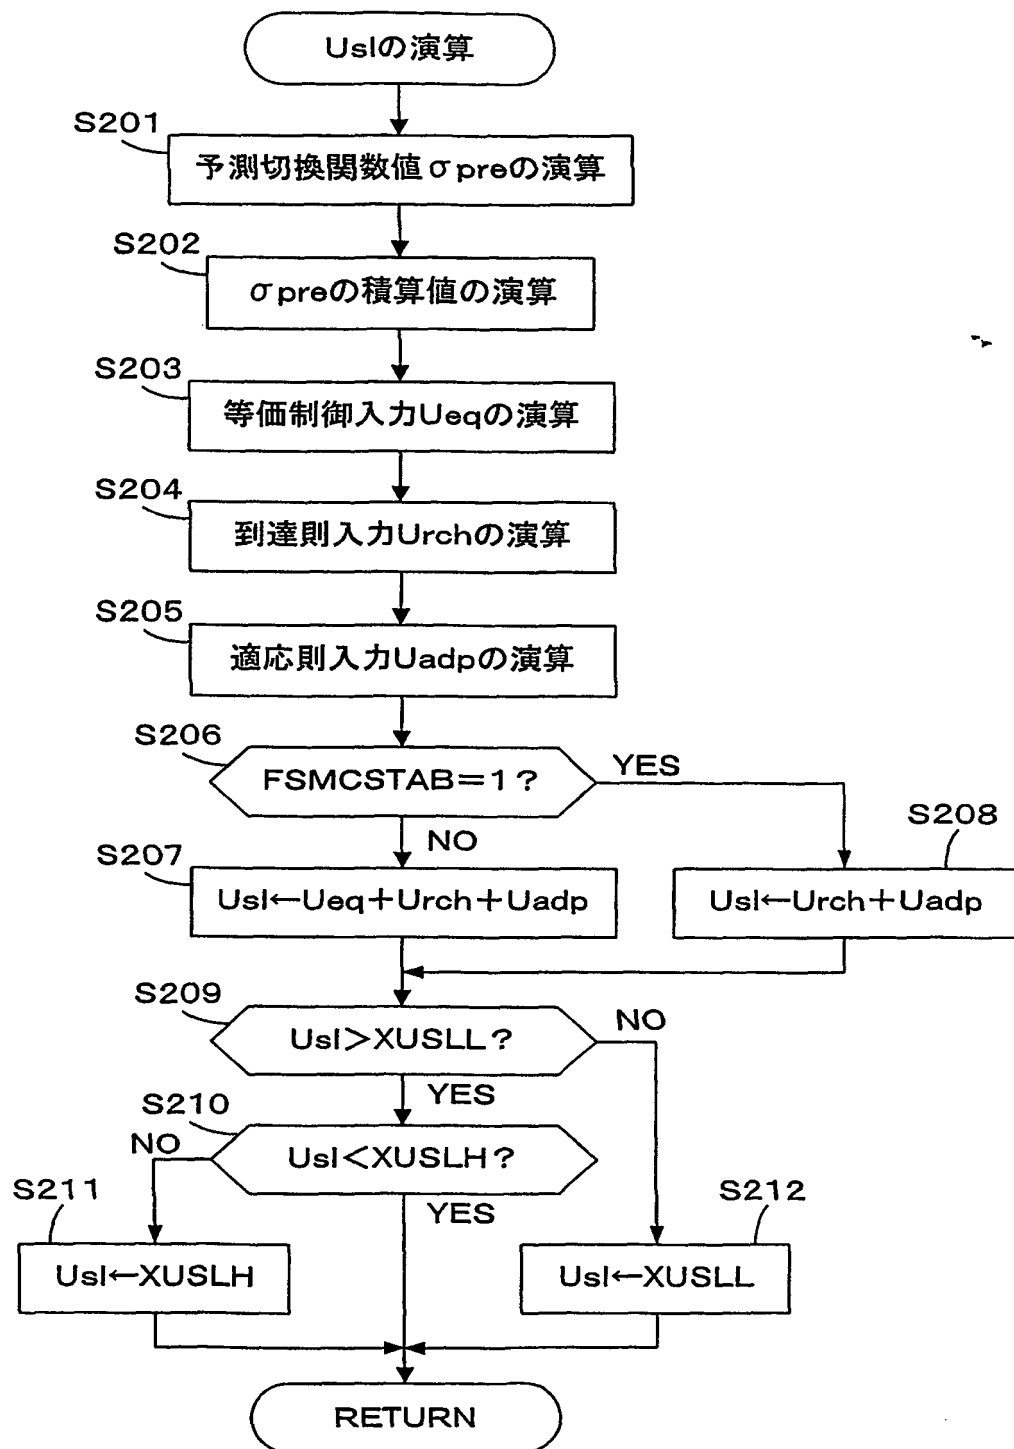 Uslの演算
S201
予測切換関数値σpreの演算
S202
σpreの積算値の演算
S203
等価制御入力Ueqの演算
S204
到達則入力Urchの演算
S205
適応則入力Uadpの演算
S206
FSMCSTAB=1?
YES
NO
S207
Usl←Ueq+Urch+Uadp
S208
Usl←Urch+Uadp
S209
Usl>XUSLL?
NO
YES
S210
Usl<XUSLH?
NO
YES
S211
Usl←XUSLH
S212
Usl←XUSLL
RETURN